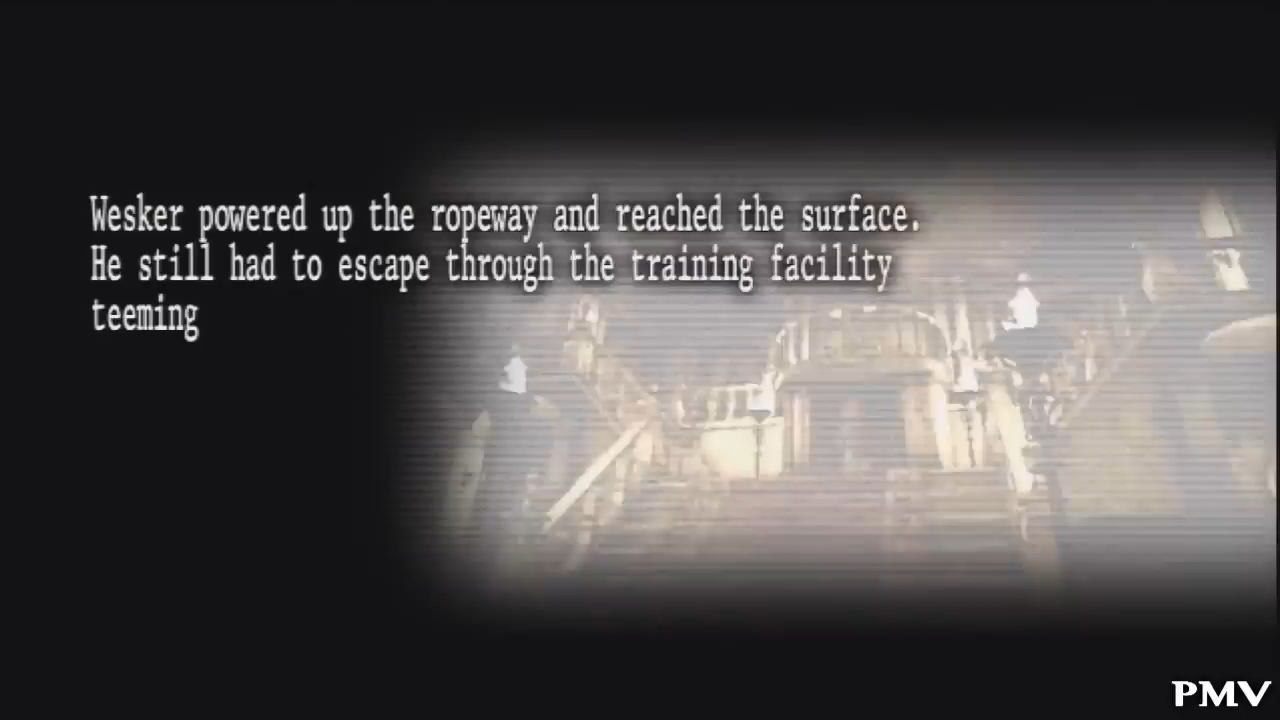 Wesker powered up the ropeway and reached the surface.
He still had to escape through the training facility
teeming
PMV